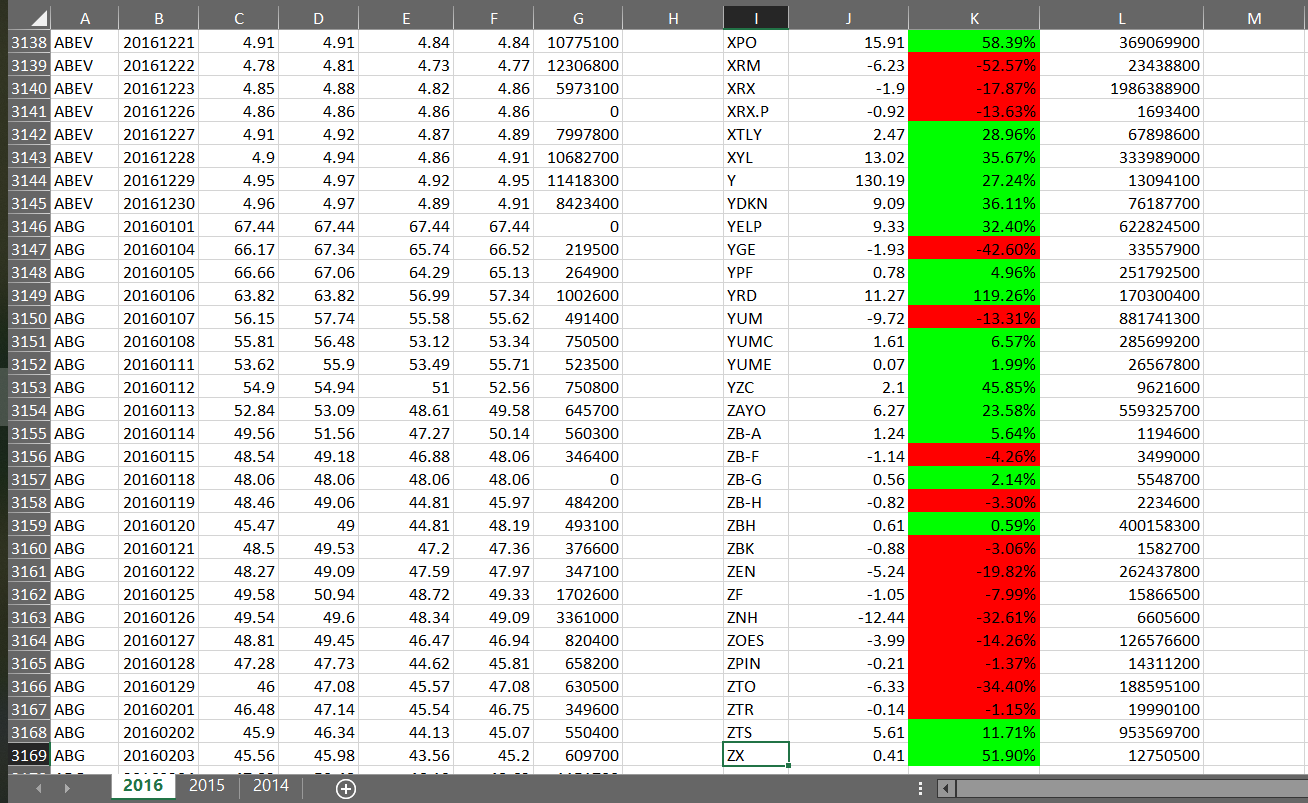 A B C D E F G H I J K L M
3138 ABEV 20161221 4.91 4.91 4.84 4.84 10775100 XPO 15.91 58.39% 369069900
3139 ABEV 20161222 4.78 4.81 4.73 4.77 12306800 XRM -6.23 -52.57% 23438800
3140 ABEV 20161223 4.85 4.88 4.82 4.86 5973100 XRX -1.9 -17.87% 1986388900
3141 ABEV 20161226 4.86 4.86 4.86 4.86 0 XRX.P -0.92 -13.63% 1693400
3142 ABEV 20161227 4.91 4.92 4.87 4.89 7997800 XTLY 2.47 28.96% 67898600
3143 ABEV 20161228 4.9 4.94 4.86 4.91 10682700 XYL 13.02 35.67% 333989000
3144 ABEV 20161229 4.95 4.97 4.92 4.95 11418300 Y 130.19 27.24% 13094100
3145 ABEV 20161230 4.96 4.97 4.89 4.91 8423400 YDKN 9.09 36.11% 76187700
3146 ABG 20160101 67.44 67.44 67.44 67.44 0 YELP 9.33 32.40% 622824500
3147 ABG 20160104 66.17 67.34 65.74 66.52 219500 YGE -1.93 -42.60% 33557900
3148 ABG 20160105 66.66 67.06 64.29 65.13 264900 YPF 0.78 4.96% 251792500
3149 ABG 20160106 63.82 63.82 56.99 57.34 1002600 YRD 11.27 119.26% 170300400
3150 ABG 20160107 56.15 57.74 55.58 55.62 491400 YUM -9.72 -13.31% 881741300
3151 ABG 20160108 55.81 56.48 53.12 53.34 750500 YUMC 1.61 6.57% 285699200
3152 ABG 20160111 53.62 55.9 53.49 55.71 523500 YUME 0.07 1.99% 26567800
3153 ABG 20160112 54.9 54.94 51 52.56 750800 YZC 2.1 45.85% 9621600
3154 ABG 20160113 52.84 53.09 48.61 49.58 645700 ZAYO 6.27 23.58% 559325700
3155 ABG 20160114 49.56 51.56 47.27 50.14 560300 ZB-A 1.24 5.64% 1194600
3156 ABG 20160115 48.54 49.18 46.88 48.06 346400 ZB-F -1.14 -4.26% 3499000
3157 ABG 20160118 48.06 48.06 48.06 48.06 0 ZB-G 0.56 2.14% 5548700
3158 ABG 20160119 48.46 49.06 44.81 45.97 484200 ZB-H -0.82 -3.30% 2234600
3159 ABG 20160120 45.47 49 44.81 48.19 493100 ZBH 0.61 0.59% 400158300
3160 ABG 20160121 48.5 49.53 47.2 47.36 376600 ZBK -0.88 -3.06% 1582700
3161 ABG 20160122 48.27 49.09 47.59 47.97 347100 ZEN -5.24 -19.82% 262437800
3162 ABG 20160125 49.58 50.94 48.72 49.33 1702600 ZF -1.05 -7.99% 15866500
3163 ABG 20160126 49.54 49.6 48.34 49.09 3361000 ZNH -12.44 -32.61% 6605600
3164 ABG 20160127 48.81 49.45 46.47 46.94 820400 ZOES -3.99 -14.26% 126576600
3165 ABG 20160128 47.28 47.73 44.62 45.81 658200 ZPIN -0.21 -1.37% 14311200
3166 ABG 20160129 46 47.08 45.57 47.08 630500 ZTO -6.33 -34.40% 188595100
3167 ABG 20160201 46.48 47.14 45.54 46.75 349600 ZTR -0.14 -1.15% 19990100
3168 ABG 20160202 45.9 46.34 44.13 45.07 550400 ZTS 5.61 11.71% 953569700
3169 ABG 20160203 45.56 45.98 43.56 45.2 609700 ZX 0.41 51.90% 12750500
2016 2015 2014